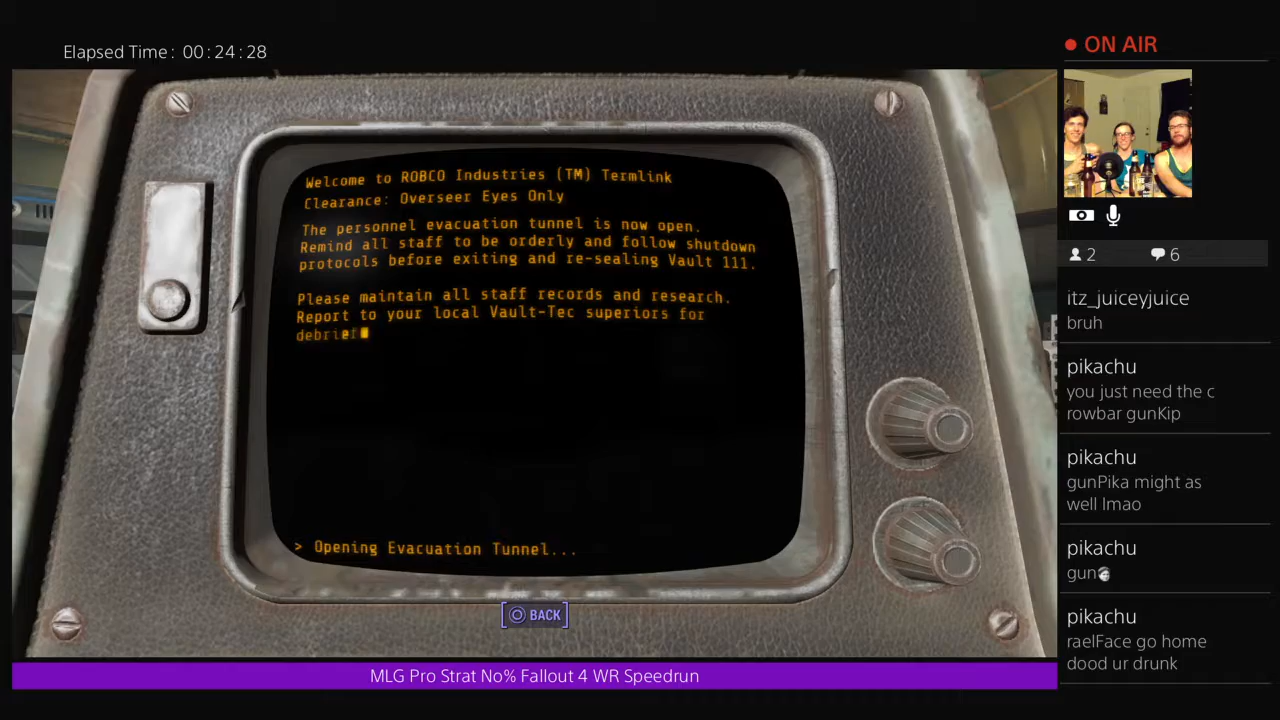 Elapsed Time: 00:24:28
ON AIR
Welcome to ROBCO Industries (TM) Termlink
Clearance: Overseer Eyes Only
The personnel evacuation tunnel is now open.
Remind all staff to be orderly and follow shutdown
protocols before exiting and re-sealing Vault 111.
Please maintain all staff records and research.
Report to your local Vault-Tec superiors for
debrief
> Opening Evacuation Tunnel...
BACK
MLG Pro Strat No% Fallout 4 WR Speedrun
2
6
itz_juiceyjuice
bruh
pikachu
you just need the c
rowbar gunKip
pikachu
gunPika might as
well lmao
pikachu
gun
pikachu
raelFace go home
dood ur drunk